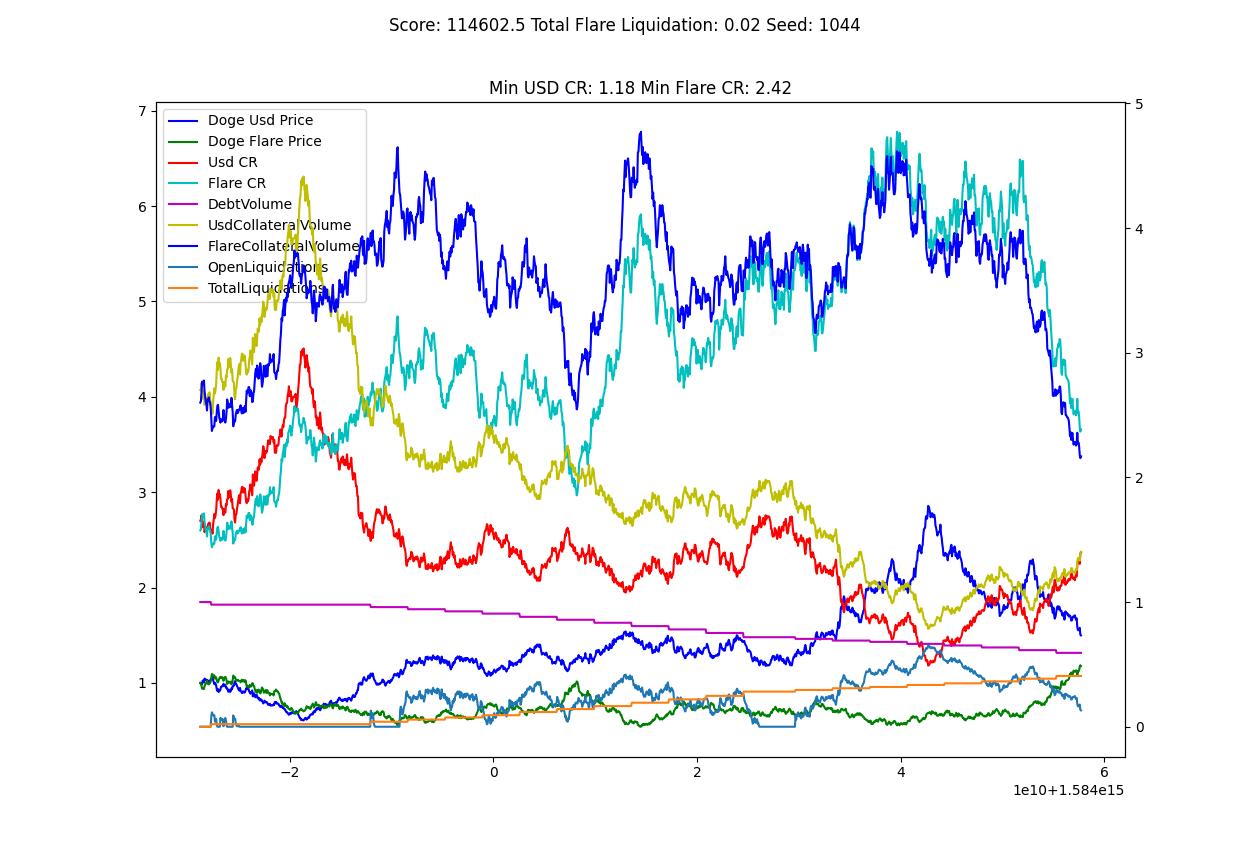 Score: 114602.5 Total Flare Liquidation: 0.02 Seed: 1044
Min USD CR: 1.18 Min Flare CR: 2.42
Doge Usd Price
Doge Flare Price
Usd CR
Flare CR
DebtVolume
UsdCollateralVolume
FlareCollateralVolume
OpenLiquidations
TotalLiquidations
7
6
5
4
3
2
1
5
4
3
2
1
0
−2
0
2
4
6
1e10+1.584e15